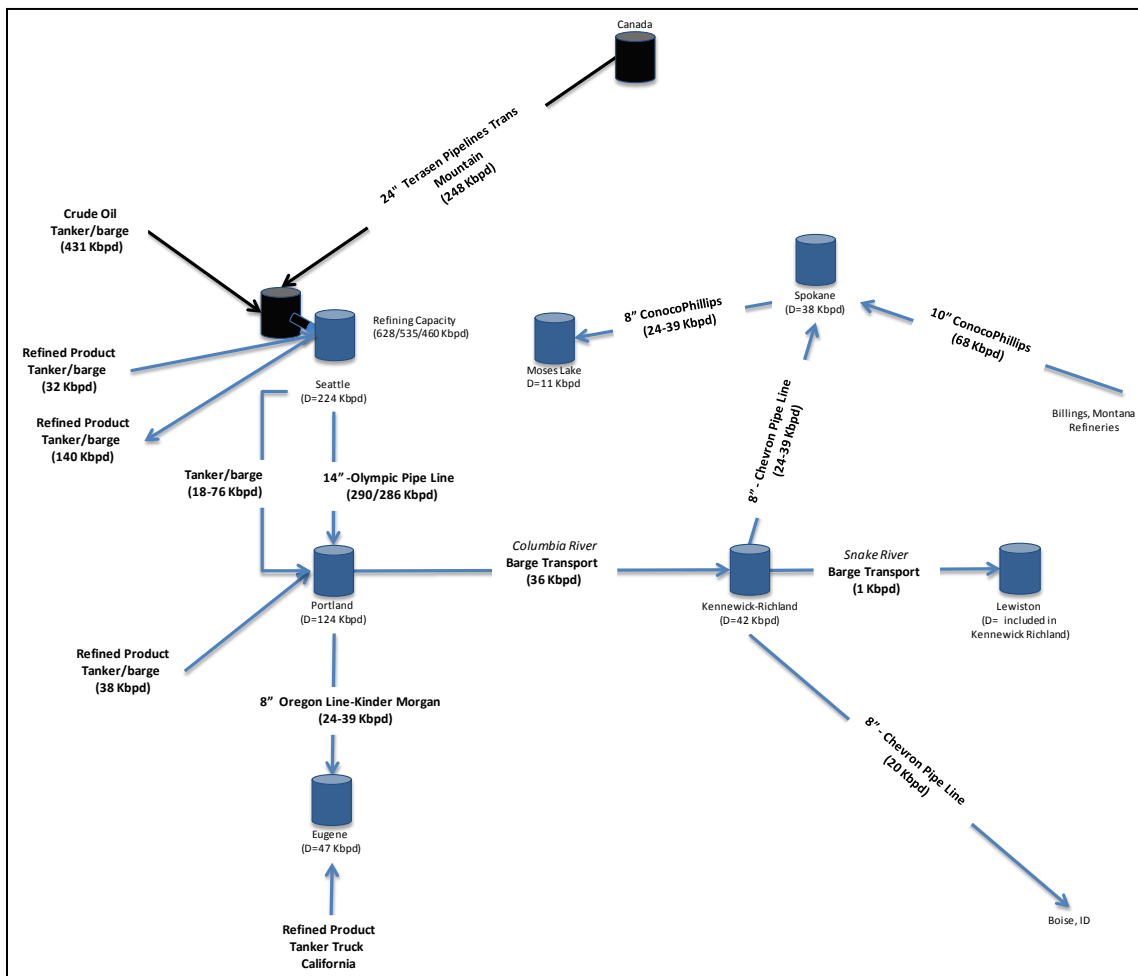 Canada
24" Terasen Pipelines Trans
Mountain
(248 Kbpd)
Crude Oil
Tanker/barge
(431 Kbpd)
Refining Capacity
(628/535/460 Kbpd)
Refined Product
Tanker/barge
(32 Kbpd)
Seattle
(D=224 Kbpd)
Refined Product
Tanker/barge
(140 Kbpd)
8” ConocoPhillips
(24-39 Kbpd)
Spokane
(D=38 Kbpd)
10” ConocoPhillips
(68 Kbpd)
Moses Lake
D=11 Kbpd
Billings, Montana
Refineries
8” - Chevron Pipe Line
(24-39 Kbpd)
Tanker/barge
(18-76 Kbpd)
14” -Olympic Pipe Line
(290/286 Kbpd)
Columbia River
Barge Transport
(36 Kbpd)
Snake River
Barge Transport
(1 Kbpd)
Portland
(D=124 Kbpd)
Kennewick-Richland
(D=42 Kbpd)
Lewiston
(D= included in
Kennewick Richland)
Refined Product
Tanker/barge
(38 Kbpd)
8” Oregon Line-Kinder Morgan
(24-39 Kbpd)
8” - Chevron Pipe Line
(20 Kbpd)
Eugene
(D=47 Kbpd)
Boise, ID
Refined Product
Tanker Truck
California